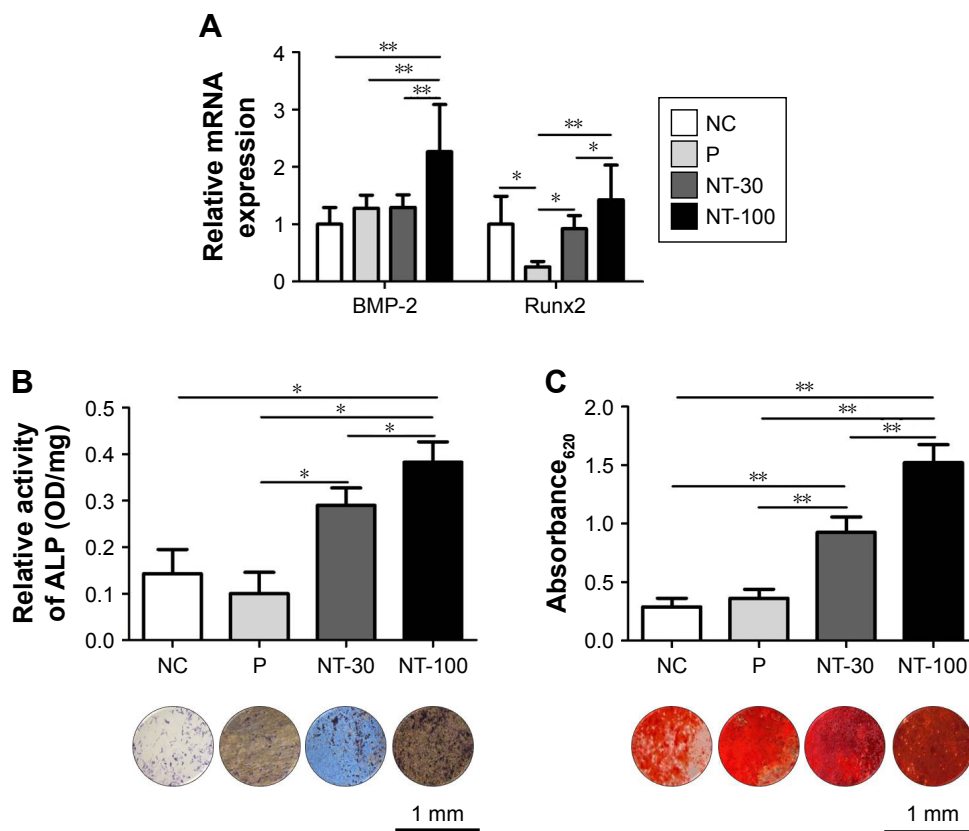 A
Relative mRNA
expression
4
3
2
1
0
**
**
**
**
*
*
*
BMP-2
Runx2
NC
P
NT-30
NT-100
B
Relative activity
of ALP (OD/mg)
0.5
0.4
0.3
0.2
0.1
0.0
*
*
*
*
NC
P
NT-30
NT-100
1 mm
C
Absorbance620
2.0
1.5
1.0
0.5
0.0
**
**
**
**
**
NC
P
NT-30
NT-100
1 mm